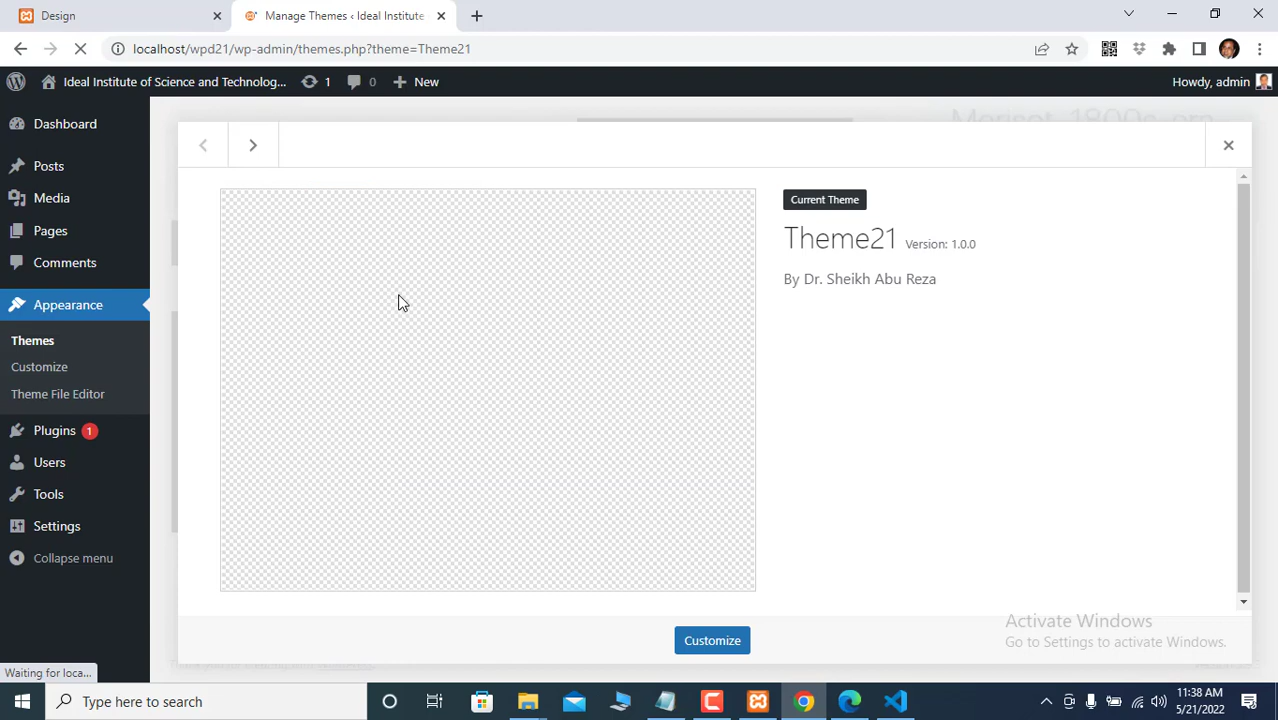 Design
Manage Themes ‹ Ideal Institute
localhost/wpd21/wp-admin/themes.php?theme=Theme21
Ideal Institute of Science and Technolog...
1
0
New
Howdy, admin
Dashboard
Posts
Media
Pages
Comments
Appearance
Themes
Customize
Theme File Editor
Plugins 1
Users
Tools
Settings
Collapse menu
Current Theme
Theme21 Version: 1.0.0
By Dr. Sheikh Abu Reza
Customize
Activate Windows
Go to Settings to activate Windows.
Waiting for loca...
Type here to search
11:38 AM
5/21/2022